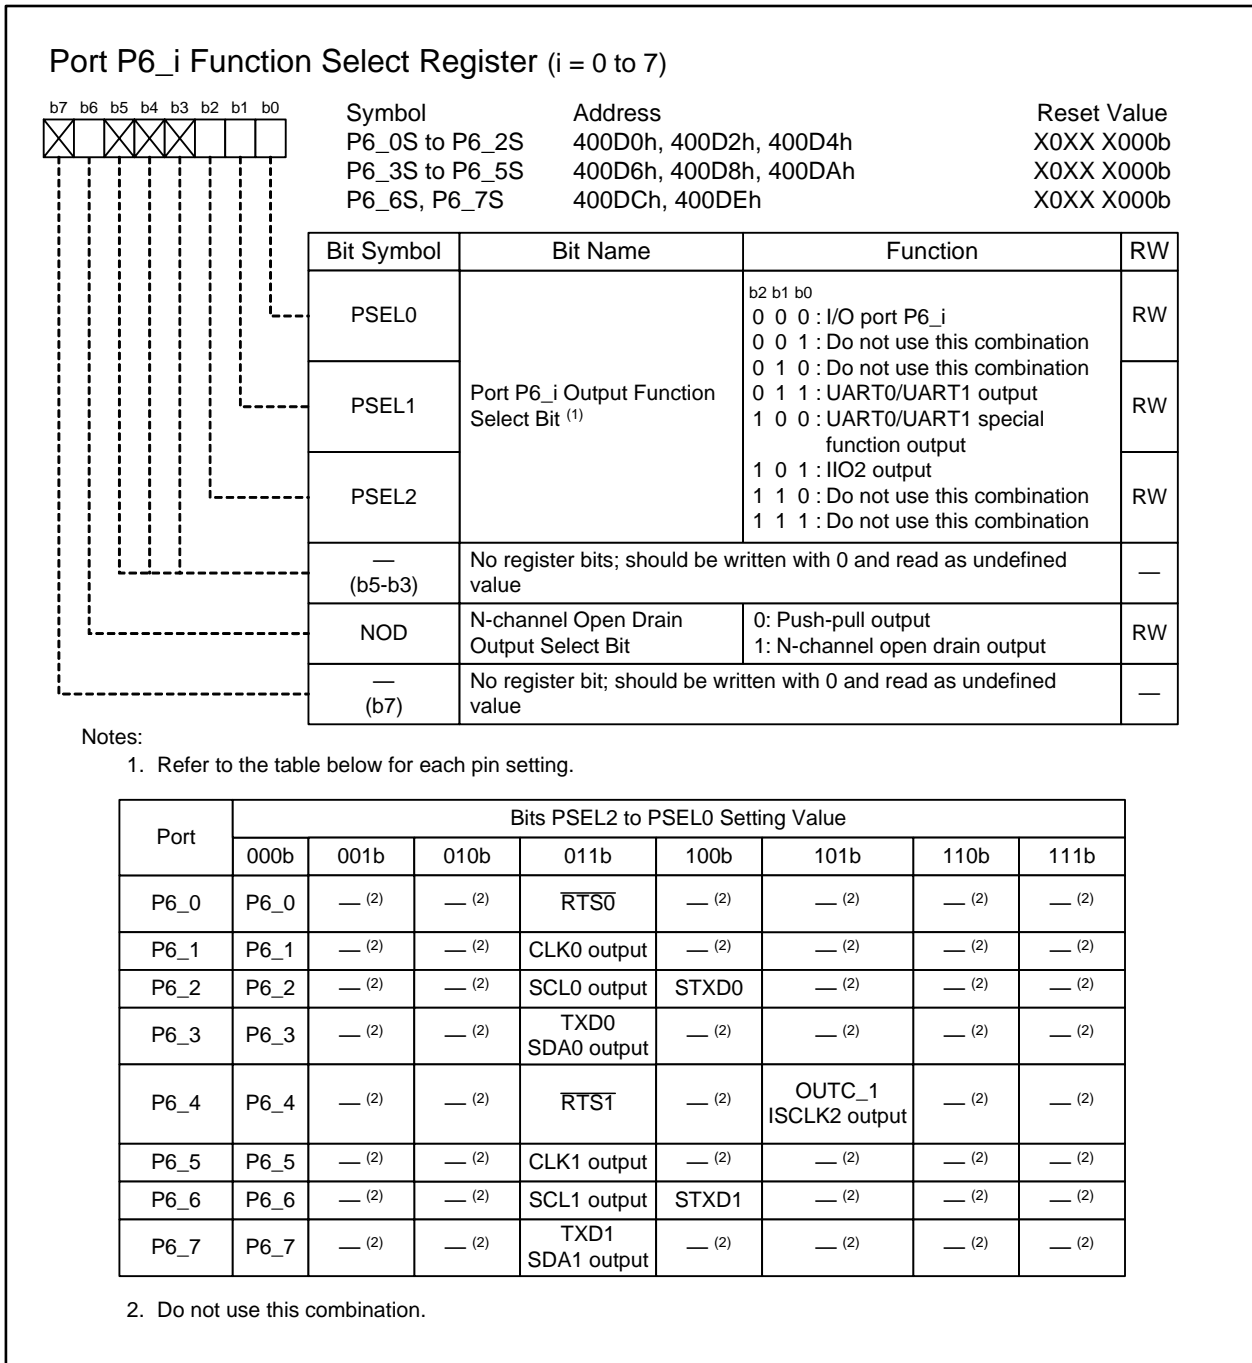 Port P6_i Function Select Register (i = 0 to 7)
b7 b6 b5 b4 b3 b2 b1 b0
Symbol Address Reset Value
P6_0S to P6_2S 400D0h, 400D2h, 400D4h X0XX X000b
P6_3S to P6_5S 400D6h, 400D8h, 400DAh X0XX X000b
P6_6S, P6_7S 400DCh, 400DEh X0XX X000b
Bit Symbol Bit Name Function RW
PSEL0 RW
PSEL1 RW
PSEL2 RW
Port P6_i Output Function
Select Bit (1)
b2 b1 b0
0 0 0 : I/O port P6_i
0 0 1 : Do not use this combination
0 1 0 : Do not use this combination
0 1 1 : UART0/UART1 output
1 0 0 : UART0/UART1 special
function output
1 0 1 : IIO2 output
1 1 0 : Do not use this combination
1 1 1 : Do not use this combination
—
(b5-b3)
No register bits; should be written with 0 and read as undefined
value
—
NOD
N-channel Open Drain
Output Select Bit
0: Push-pull output
1: N-channel open drain output
RW
—
(b7)
No register bit; should be written with 0 and read as undefined
value
—
Notes:
1. Refer to the table below for each pin setting.
Port Bits PSEL2 to PSEL0 Setting Value
000b 001b 010b 011b 100b 101b 110b 111b
P6_0 P6_0 — (2) — (2) RTS0 — (2) — (2) — (2) — (2)
P6_1 P6_1 — (2) — (2) CLK0 output — (2) — (2) — (2) — (2)
P6_2 P6_2 — (2) — (2) SCL0 output STXD0 — (2) — (2) — (2)
P6_3 P6_3 — (2) — (2) TXD0 SDA0 output — (2) — (2) — (2) — (2)
P6_4 P6_4 — (2) — (2) RTS1 — (2) OUTC_1 ISCLK2 output — (2) — (2)
P6_5 P6_5 — (2) — (2) CLK1 output — (2) — (2) — (2) — (2)
P6_6 P6_6 — (2) — (2) SCL1 output STXD1 — (2) — (2) — (2)
P6_7 P6_7 — (2) — (2) TXD1 SDA1 output — (2) — (2) — (2) — (2)
2. Do not use this combination.